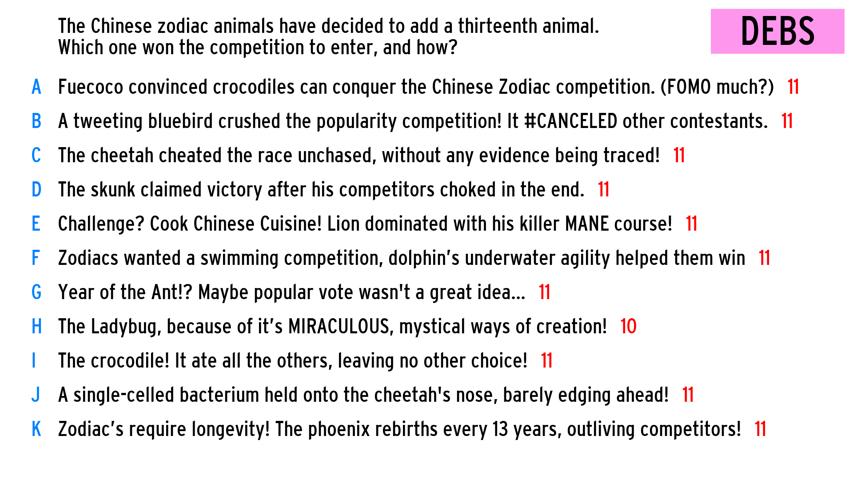 The Chinese zodiac animals have decided to add a thirteenth animal.
Which one won the competition to enter, and how?
DEBS
A Fuecoco convinced crocodiles can conquer the Chinese Zodiac competition. (FOMO much?) 11
B A tweeting bluebird crushed the popularity competition! It #CANCELED other contestants. 11
C The cheetah cheated the race unchased, without any evidence being traced! 11
D The skunk claimed victory after his competitors choked in the end. 11
E Challenge? Cook Chinese Cuisine! Lion dominated with his killer MANE course! 11
F Zodiacs wanted a swimming competition, dolphin's underwater agility helped them win 11
G Year of the Ant!? Maybe popular vote wasn't a great idea... 11
H The Ladybug, because of it's MIRACULOUS, mystical ways of creation! 10
I The crocodile! It ate all the others, leaving no other choice! 11
J A single-celled bacterium held onto the cheetah's nose, barely edging ahead! 11
K Zodiac's require longevity! The phoenix rebirths every 13 years, outliving competitors! 11